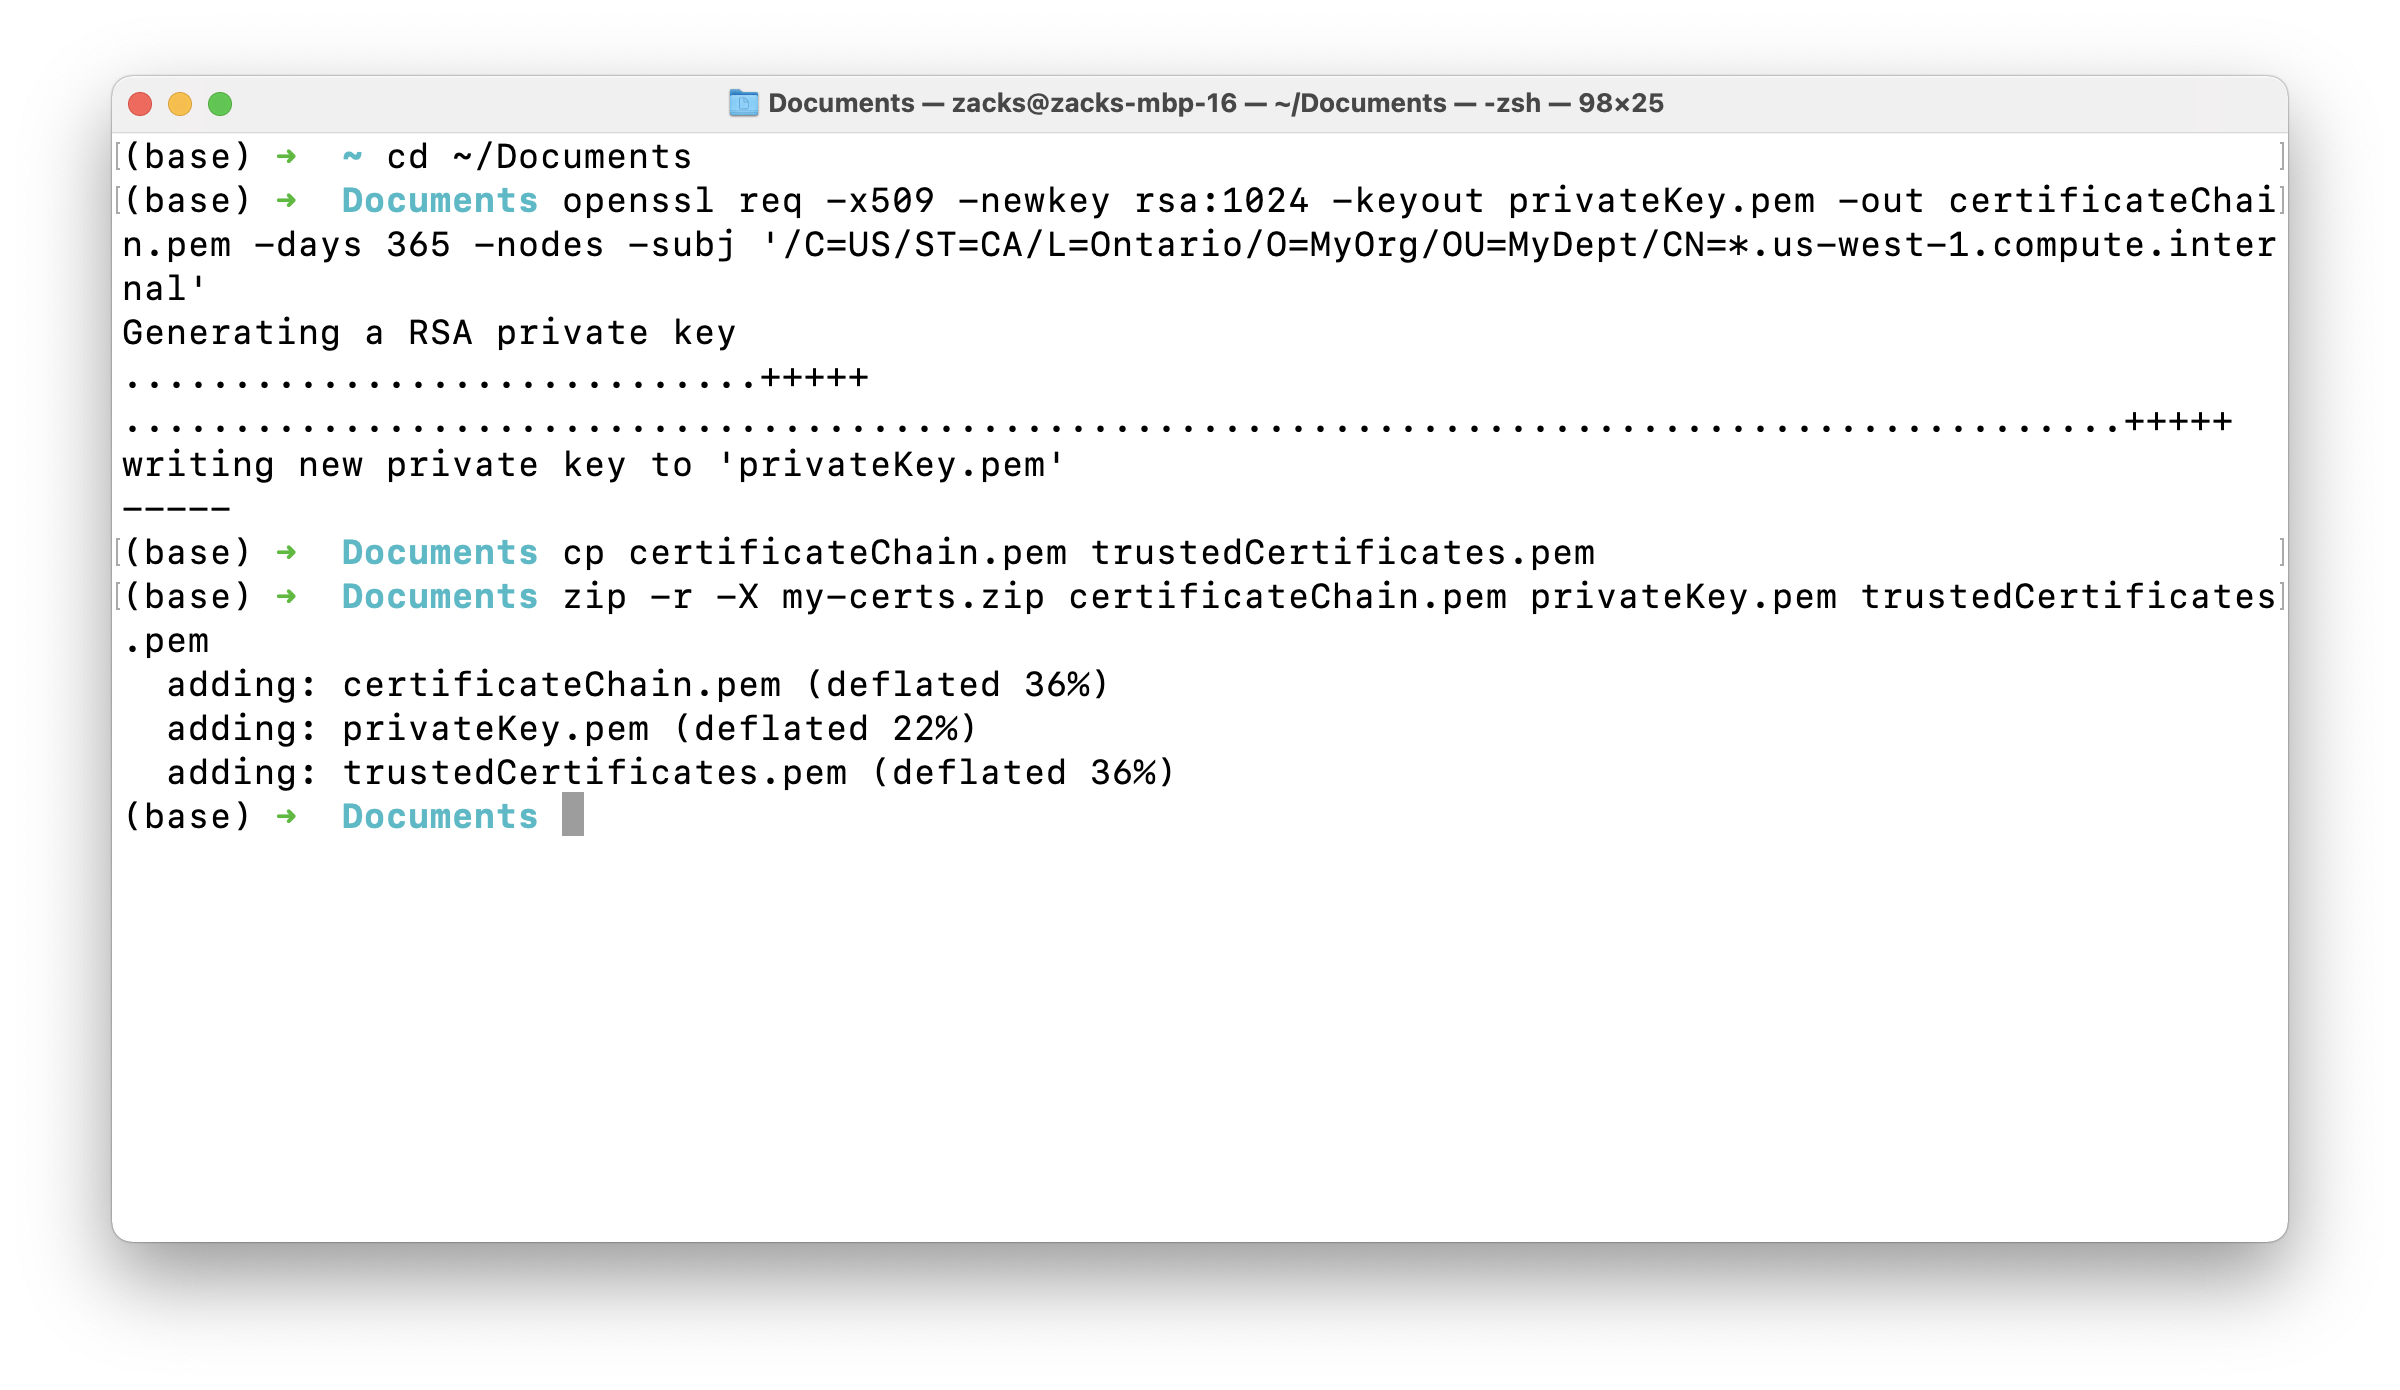 Documents — zacks@zacks-mbp-16 — ~/Documents — -zsh — 98×25
[(base) ➜  ~ cd ~/Documents ]
[(base) ➜  Documents openssl req -x509 -newkey rsa:1024 -keyout privateKey.pem -out certificateChai]
n.pem -days 365 -nodes -subj '/C=US/ST=CA/L=Ontario/O=MyOrg/OU=MyDept/CN=*.us-west-1.compute.inter
nal'
Generating a RSA private key
.............................+++++
...........................................................................................+++++
writing new private key to 'privateKey.pem'
-----
[(base) ➜  Documents cp certificateChain.pem trustedCertificates.pem ]
[(base) ➜  Documents zip -r -X my-certs.zip certificateChain.pem privateKey.pem trustedCertificates]
.pem
  adding: certificateChain.pem (deflated 36%)
  adding: privateKey.pem (deflated 22%)
  adding: trustedCertificates.pem (deflated 36%)
(base) ➜  Documents